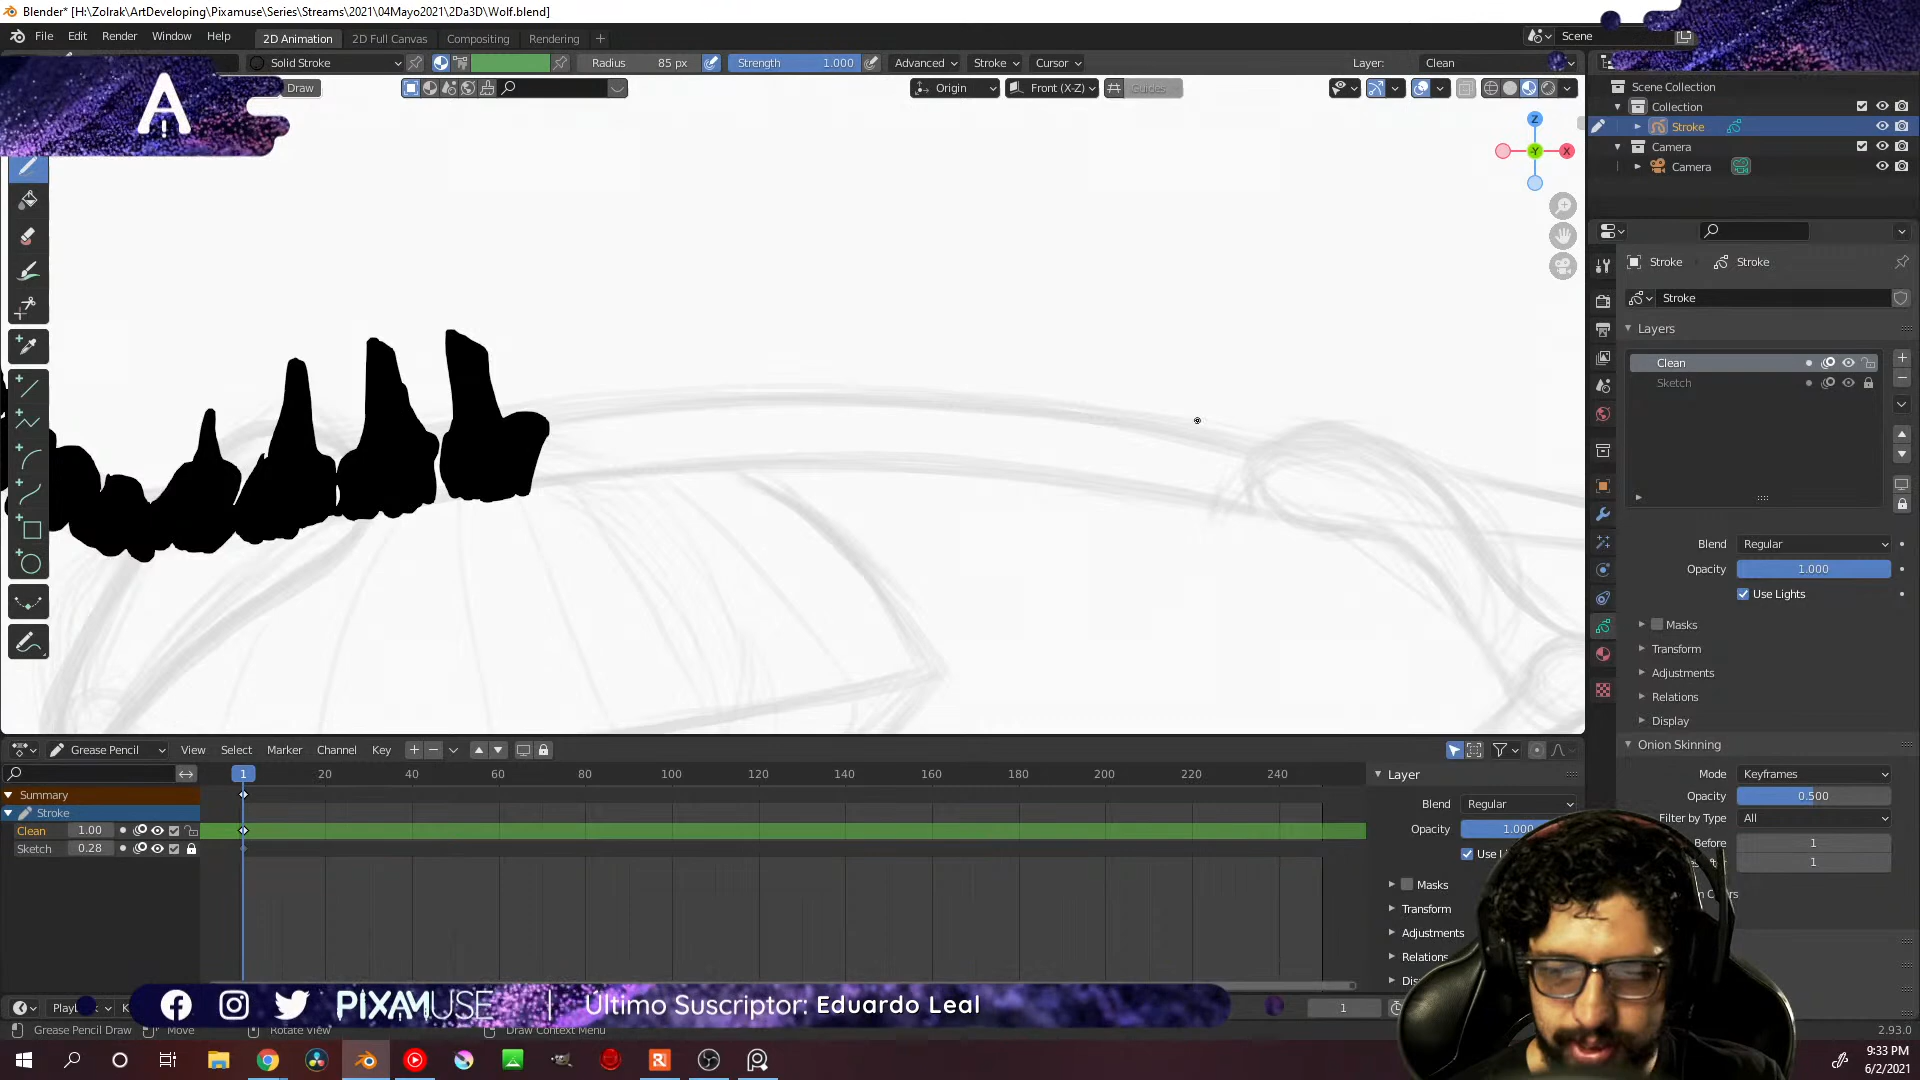 Blender* [H:\Zolrak\ArtDeveloping\Pixamuse\Series\Streams\2021\04Mayo2021\2Da3D\Wolf.blend]
File Edit Render Window Help 2D Animation 2D Full Canvas Compositing Rendering + Scene
Solid Stroke Radius 85 px Strength 1.000 Advanced Stroke Cursor Layer: Clean
Draw Origin Front (X-Z) Guides
Scene Collection
Collection
Stroke
Camera
Camera
Z
-Y X
Stroke Stroke
Stroke
Layers
Clean
Sketch
Blend Regular
Opacity 1.000
Use Lights
Masks
Transform
Adjustments
Relations
Display
Onion Skinning
Mode Keyframes
Opacity 0.500
Filter by Type All
Before 1
1
Grease Pencil View Select Marker Channel Key
1 20 40 60 80 100 120 140 160 180 200 220 240
Summary
Stroke
Clean 1.00
Sketch 0.28
Layer
Blend Regular
Opacity 1.000
Masks
Transform
Adjustments
Relations
PIXAMUSE | Último Suscriptor: Eduardo Leal
1
Grease Pencil Draw Move Rotate View Draw Context Menu 2.93.0
9:33 PM
6/2/2021